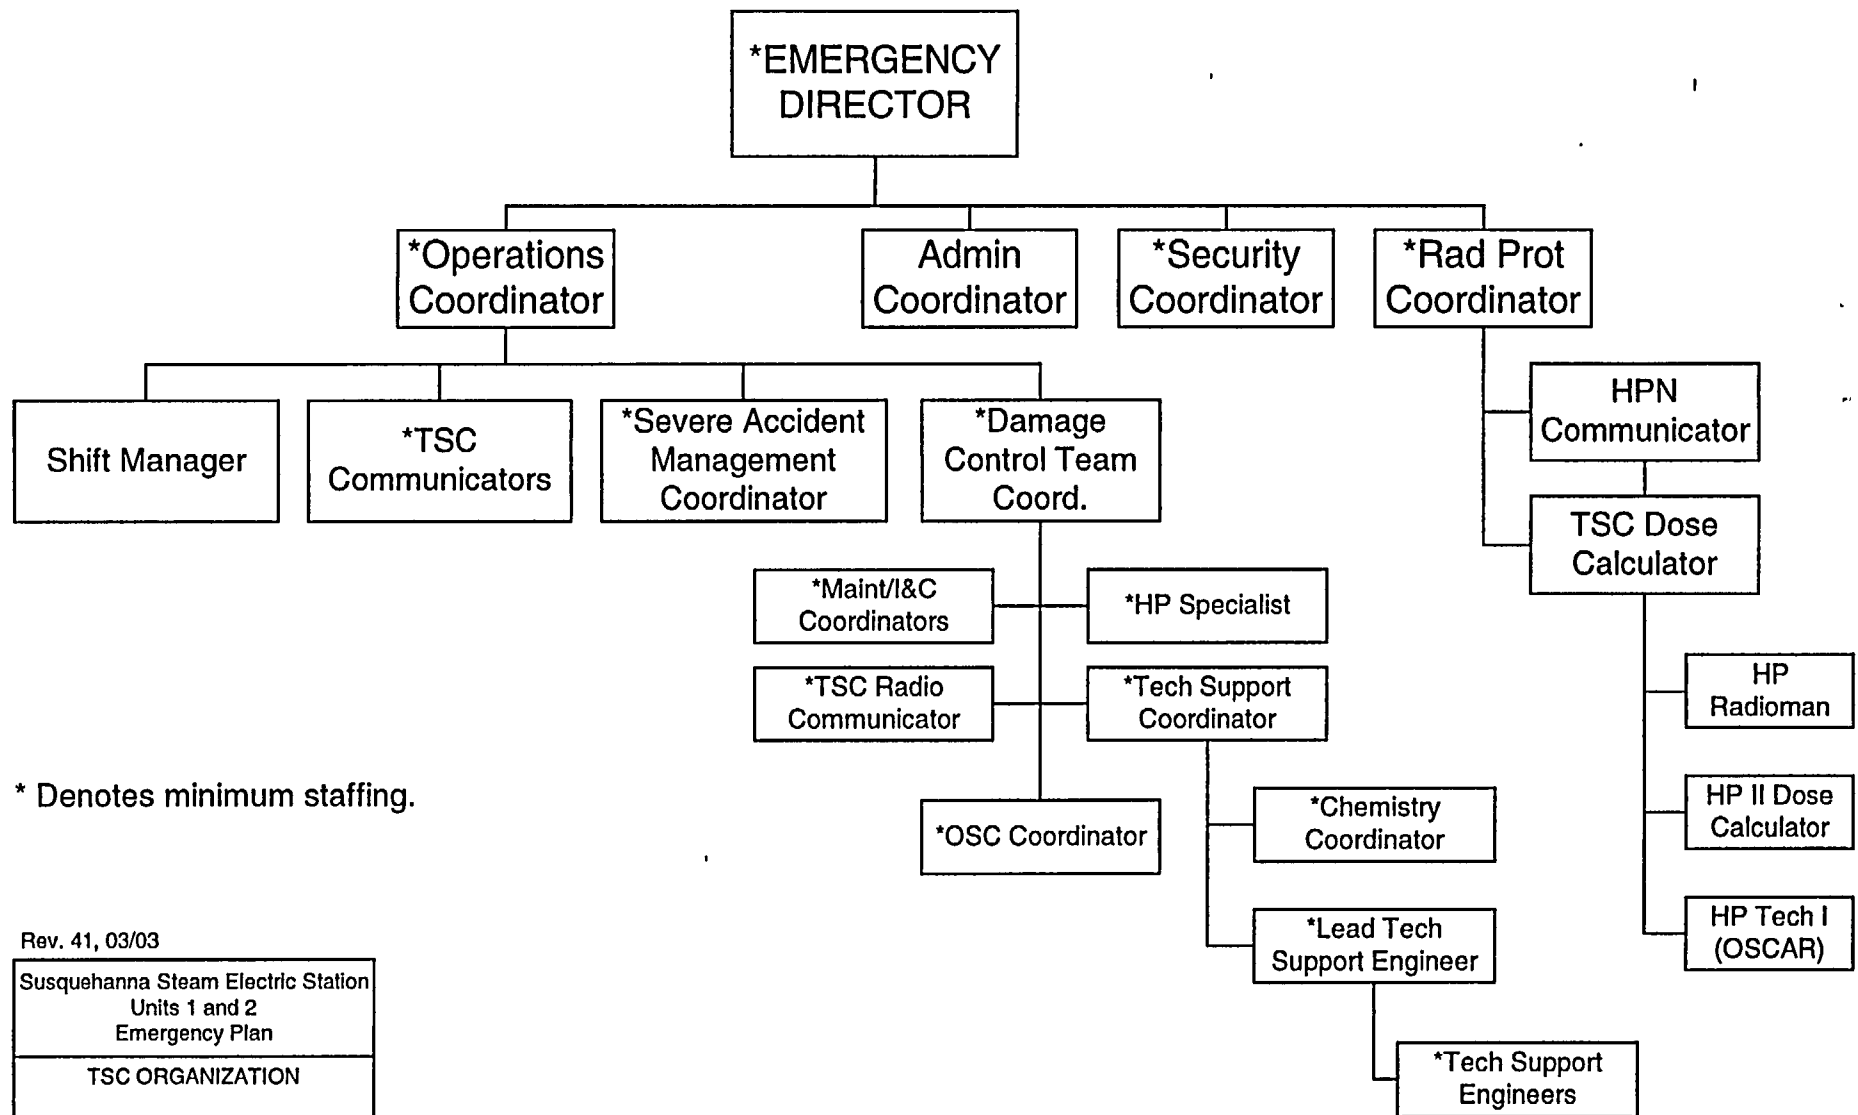 *EMERGENCY
DIRECTOR
*Operations
Coordinator
Admin
Coordinator
*Security
Coordinator
*Rad Prot
Coordinator
Shift Manager
*TSC
Communicators
*Severe Accident
Management
Coordinator
*Damage
Control Team
Coord.
HPN
Communicator
TSC Dose
Calculator
*Maint/I&C
Coordinators
*HP Specialist
*TSC Radio
Communicator
*Tech Support
Coordinator
HP
Radioman
* Denotes minimum staffing.
*OSC Coordinator
*Chemistry
Coordinator
HP II Dose
Calculator
*Lead Tech
Support Engineer
HP Tech I
(OSCAR)
*Tech Support
Engineers
Rev. 41, 03/03
Susquehanna Steam Electric Station
Units 1 and 2
Emergency Plan
TSC ORGANIZATION